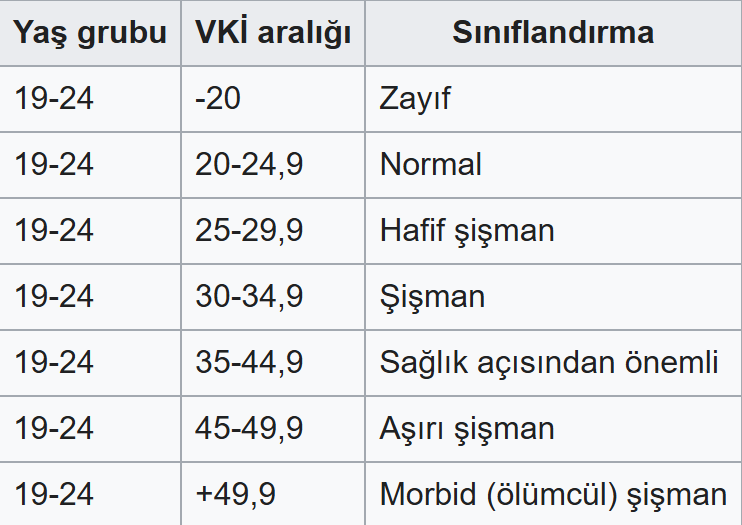 Yaş grubu VKİ aralığı Sınıflandırma
19-24 -20 Zayıf
19-24 20-24,9 Normal
19-24 25-29,9 Hafif şişman
19-24 30-34,9 Şişman
19-24 35-44,9 Sağlık açısından önemli
19-24 45-49,9 Aşırı şişman
19-24 +49,9 Morbid (ölümcül) şişman